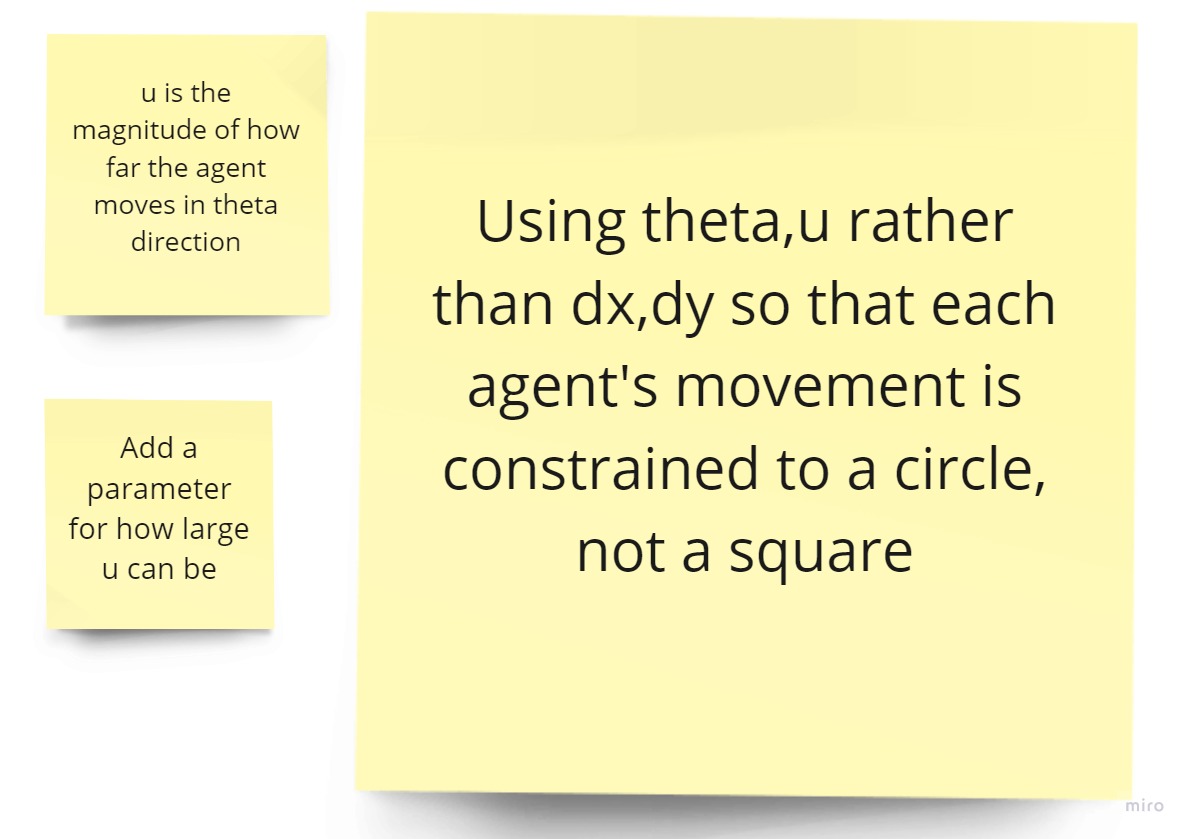 u is the
magnitude of how
far the agent
moves in theta
direction
Add a
parameter
for how large
u can be
Using theta,u rather
than dx,dy so that each
agent's movement is
constrained to a circle,
not a square
miro